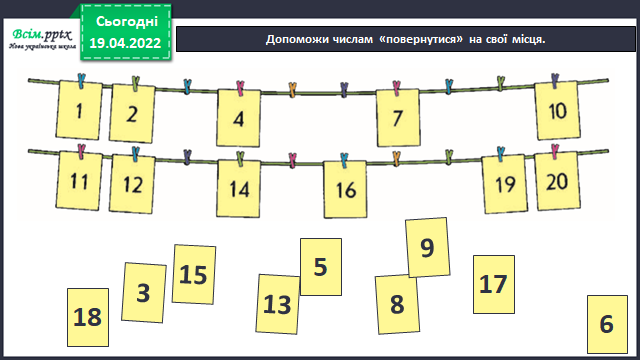 Всім.pptx
Нова українська школа
Сьогодні
19.04.2022
Допоможи числам «повернутися» на свої місця.
1 2 4 7 10
11 12 14 16 19 20
18 3 15 13 5 8 9 17 6